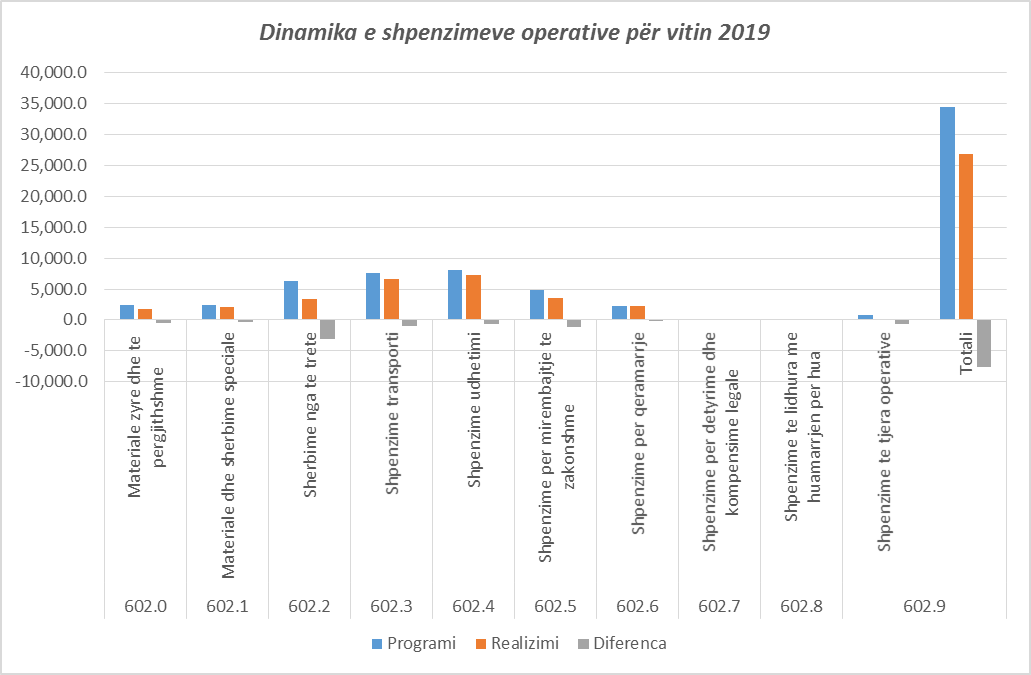 Dinamika e shpenzimeve operative për vitin 2019
40,000.0
35,000.0
30,000.0
25,000.0
20,000.0
15,000.0
10,000.0
5,000.0
0.0
-5,000.0
-10,000.0
Materiale zyre dhe te
pergjithshme
Materiale dhe sherbime speciale
Sherbime nga te trete
Shpenzime transporti
Shpenzime udhetimi
Shpenzime per mirembajtje te
zakonshme
Shpenzime per qeramarrje
Shpenzime per detyrime dhe
kompensime legale
Shpenzime te lidhura me
huamarrjen per hua
Shpenzime te tjera operative
Totali
602.0 602.1 602.2 602.3 602.4 602.5 602.6 602.7 602.8 602.9
Programi Realizimi Diferenca